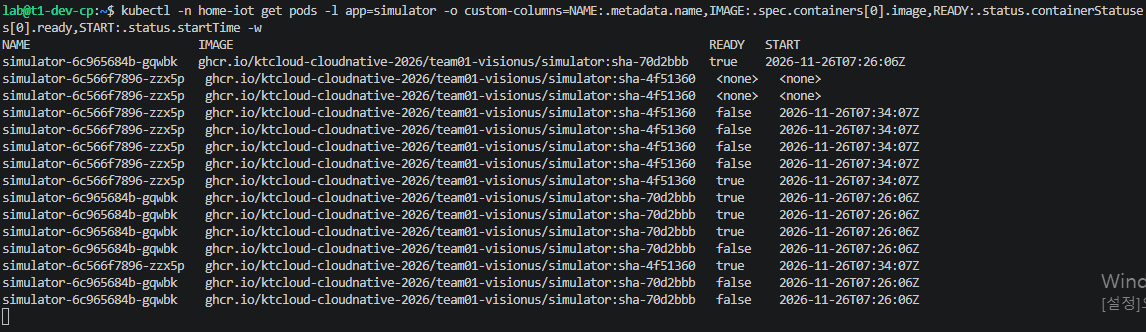 lab@t1-dev-cp:~$ kubectl -n home-iot get pods -l app=simulator -o custom-columns=NAME:.metadata.name,IMAGE:.spec.containers[0].image,READY:.status.containerStatuse
s[0].ready,START:.status.startTime -w
NAME IMAGE READY START
simulator-6c965684b-gqwbk ghcr.io/ktcloud-cloudnative-2026/team01-visionus/simulator:sha-70d2bbb true 2026-11-26T07:26:06Z
simulator-6c566f7896-zzx5p ghcr.io/ktcloud-cloudnative-2026/team01-visionus/simulator:sha-4f51360 <none> <none>
simulator-6c566f7896-zzx5p ghcr.io/ktcloud-cloudnative-2026/team01-visionus/simulator:sha-4f51360 <none> <none>
simulator-6c566f7896-zzx5p ghcr.io/ktcloud-cloudnative-2026/team01-visionus/simulator:sha-4f51360 false 2026-11-26T07:34:07Z
simulator-6c566f7896-zzx5p ghcr.io/ktcloud-cloudnative-2026/team01-visionus/simulator:sha-4f51360 false 2026-11-26T07:34:07Z
simulator-6c566f7896-zzx5p ghcr.io/ktcloud-cloudnative-2026/team01-visionus/simulator:sha-4f51360 false 2026-11-26T07:34:07Z
simulator-6c566f7896-zzx5p ghcr.io/ktcloud-cloudnative-2026/team01-visionus/simulator:sha-4f51360 false 2026-11-26T07:34:07Z
simulator-6c566f7896-zzx5p ghcr.io/ktcloud-cloudnative-2026/team01-visionus/simulator:sha-4f51360 true 2026-11-26T07:34:07Z
simulator-6c965684b-gqwbk ghcr.io/ktcloud-cloudnative-2026/team01-visionus/simulator:sha-70d2bbb true 2026-11-26T07:26:06Z
simulator-6c965684b-gqwbk ghcr.io/ktcloud-cloudnative-2026/team01-visionus/simulator:sha-70d2bbb true 2026-11-26T07:26:06Z
simulator-6c965684b-gqwbk ghcr.io/ktcloud-cloudnative-2026/team01-visionus/simulator:sha-70d2bbb true 2026-11-26T07:26:06Z
simulator-6c965684b-gqwbk ghcr.io/ktcloud-cloudnative-2026/team01-visionus/simulator:sha-70d2bbb false 2026-11-26T07:26:06Z
simulator-6c566f7896-zzx5p ghcr.io/ktcloud-cloudnative-2026/team01-visionus/simulator:sha-4f51360 true 2026-11-26T07:34:07Z
simulator-6c965684b-gqwbk ghcr.io/ktcloud-cloudnative-2026/team01-visionus/simulator:sha-70d2bbb false 2026-11-26T07:26:06Z
simulator-6c965684b-gqwbk ghcr.io/ktcloud-cloudnative-2026/team01-visionus/simulator:sha-70d2bbb false 2026-11-26T07:26:06Z
Wind
[설정]